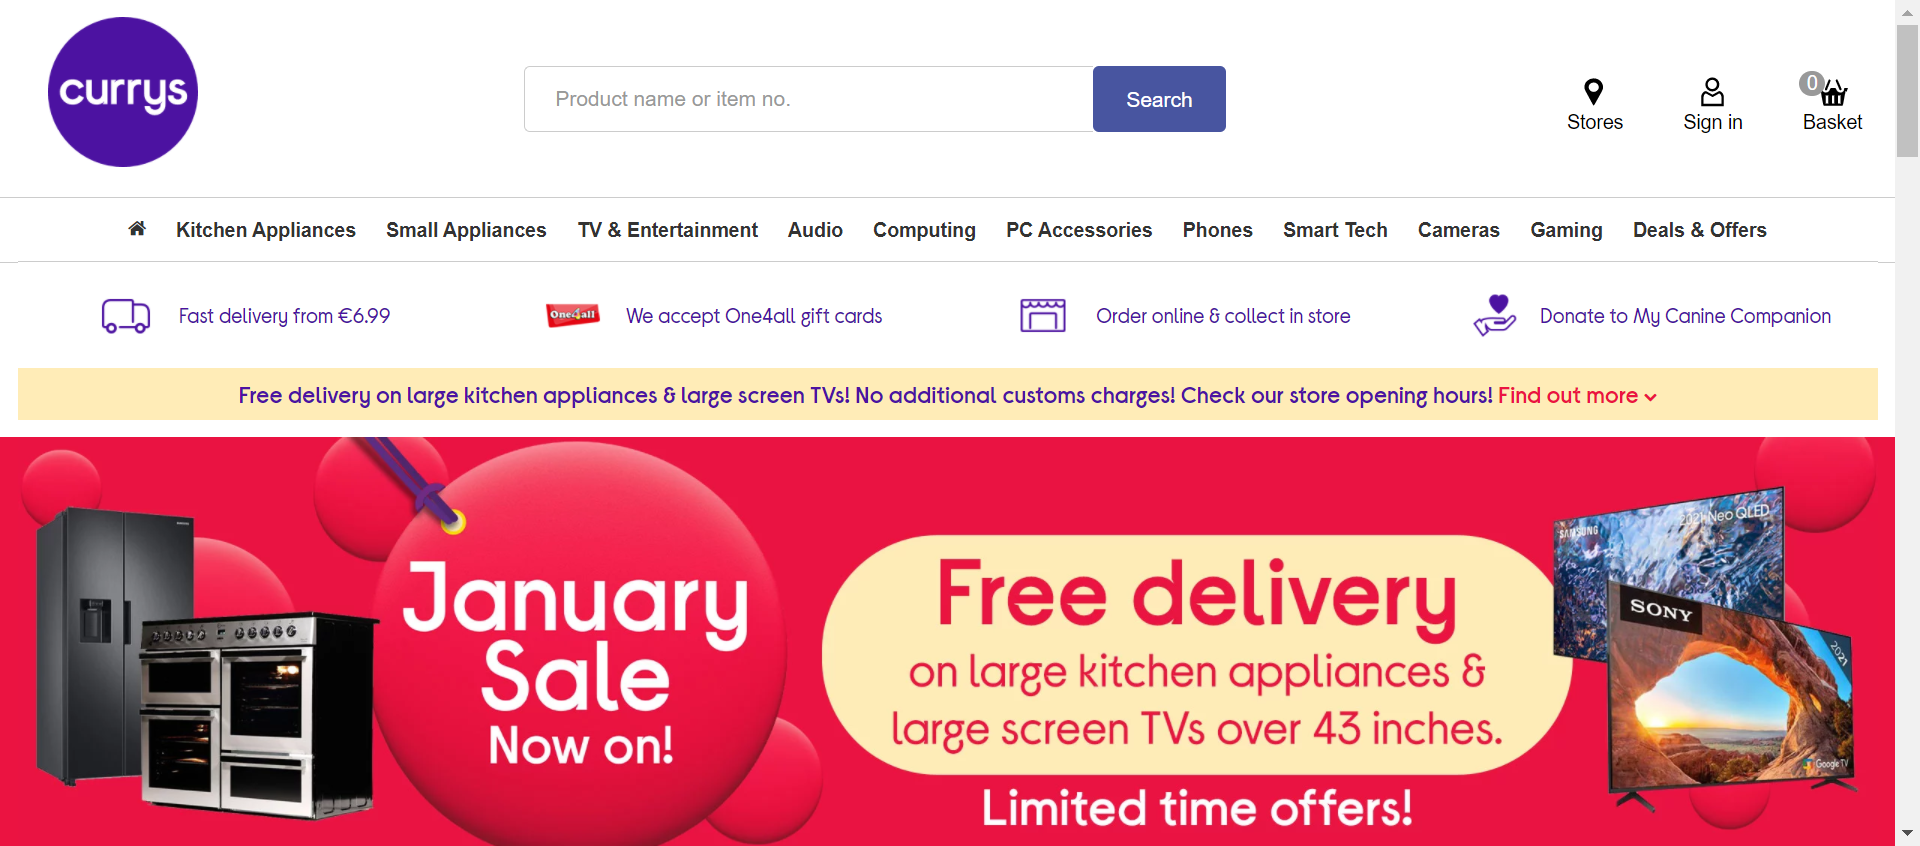 currys
Product name or item no.
Search
Stores
Sign in
0
Basket
Kitchen Appliances
Small Appliances
TV & Entertainment
Audio
Computing
PC Accessories
Phones
Smart Tech
Cameras
Gaming
Deals & Offers
One4all
Fast delivery from €6.99
We accept One4all gift cards
Order online & collect in store
Donate to My Canine Companion
Free delivery on large kitchen appliances & large screen TVs! No additional customs charges! Check our store opening hours! Find out more
January
Sale
Now on!
Free delivery
on large kitchen appliances &
large screen TVs over 43 inches.
Limited time offers!
SAMSUNG
2021 Neo QLED
SONY
2021
Google TV